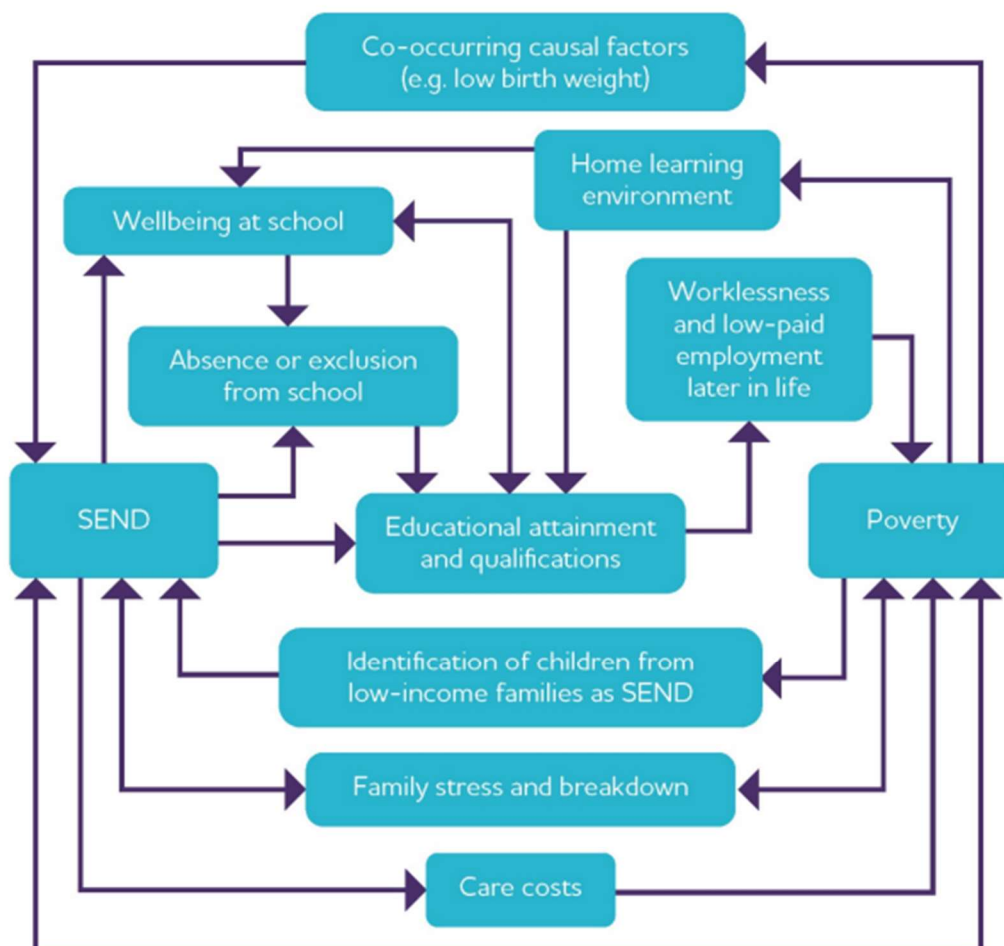 Co-occurring causal factors
(e.g. low birth weight)
Home learning
environment
Wellbeing at school
Worklessness
and low-paid
employment
later in life
Absence or exclusion
from school
SEND
Educational attainment
and qualifications
Poverty
Identification of children from
low-income families as SEND
Family stress and breakdown
Care costs